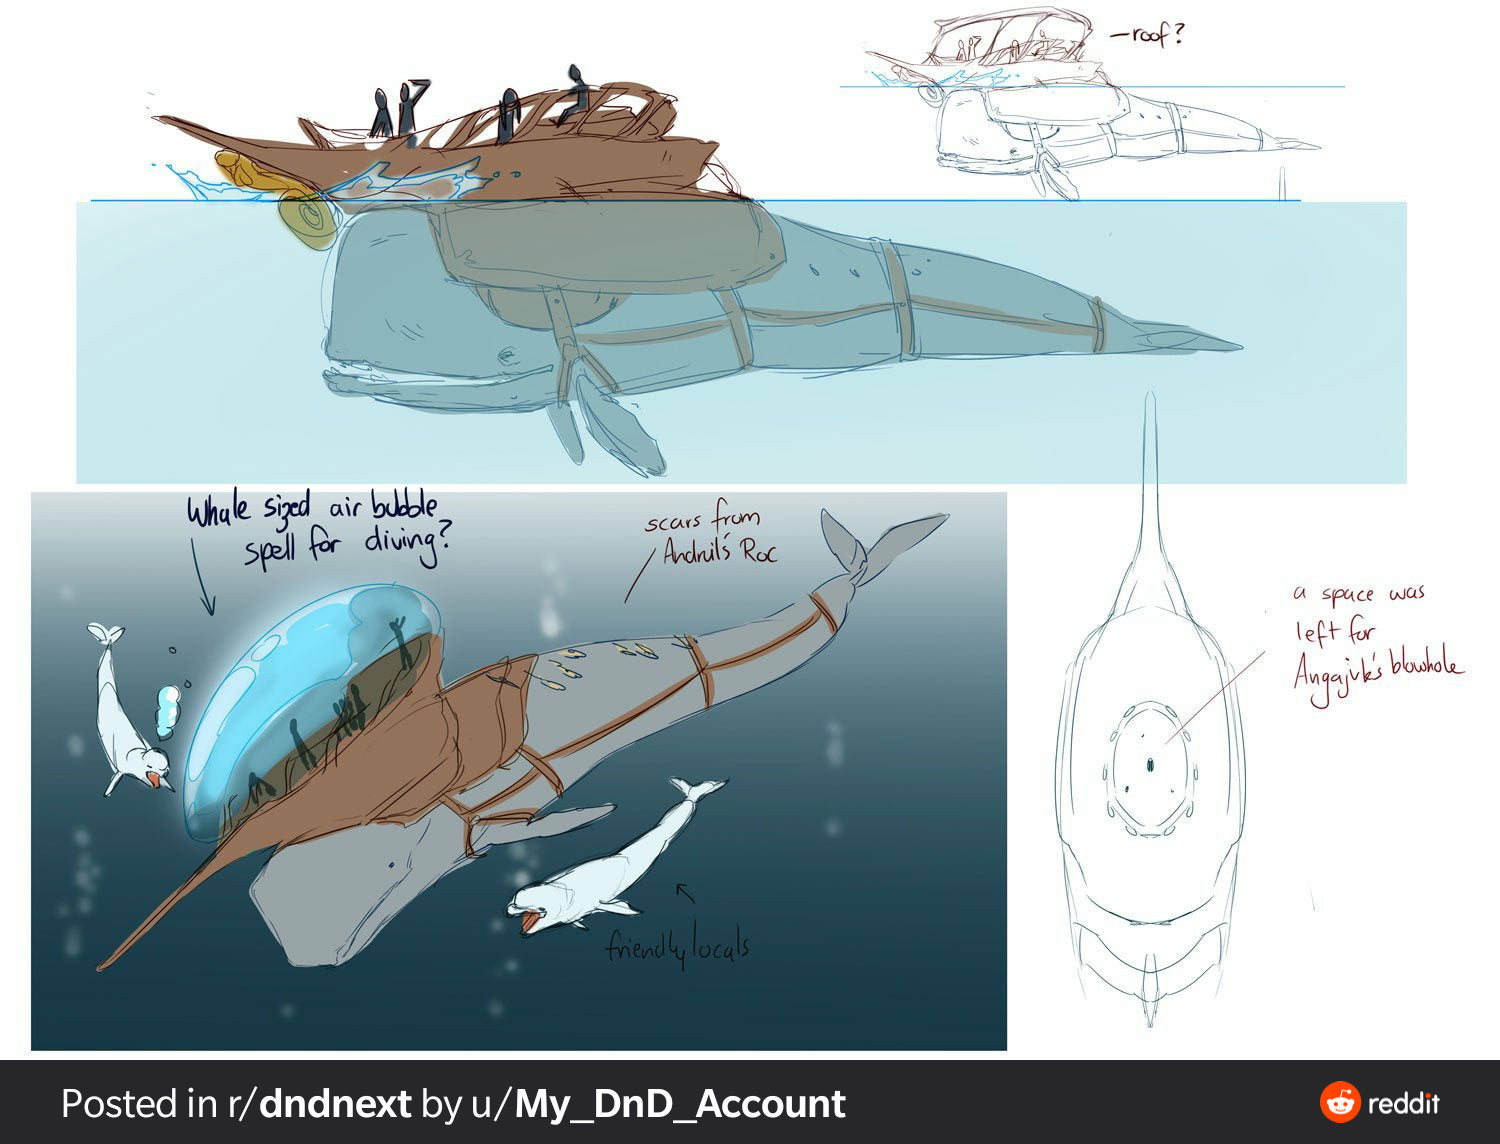 —roof?
Whale sized air bubble
spell for diving?
scars from
Andruil's Roc
a space was
left for
Angajuk's blowhole
friendly locals
Posted in r/dndnext by u/My_DnD_Account
reddit